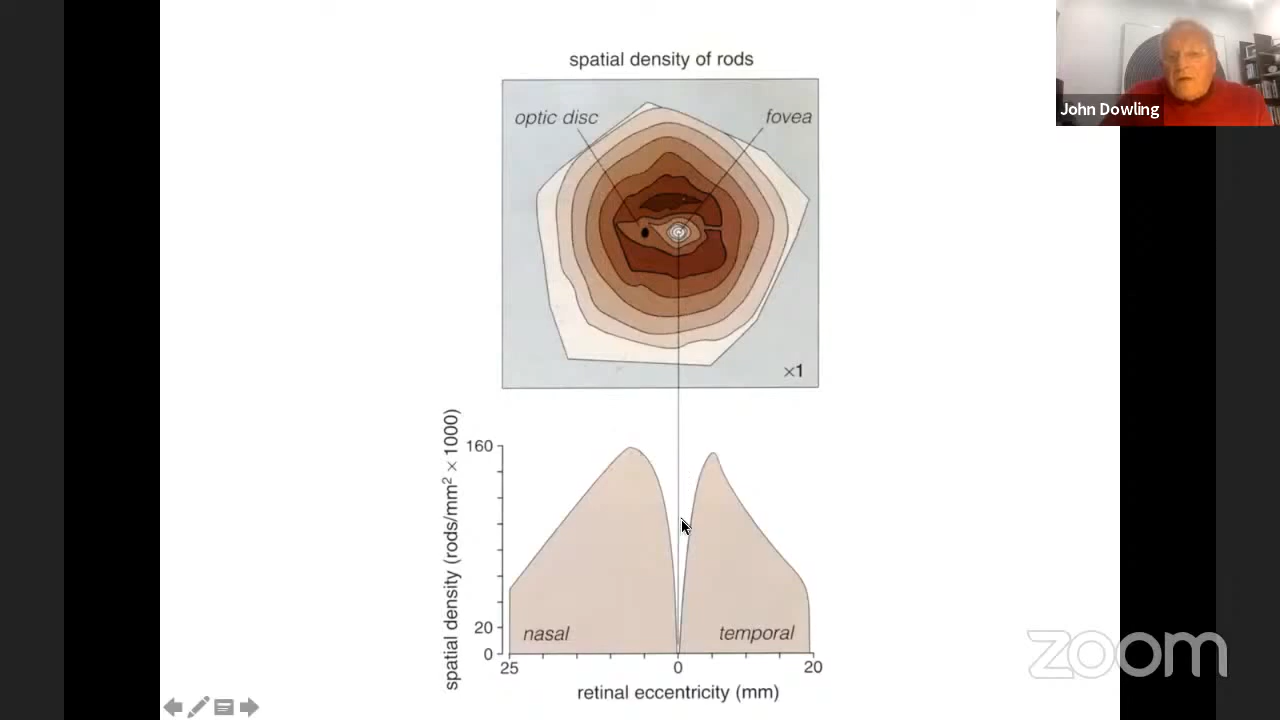 spatial density of rods
optic disc
fovea
×1
John Dowling
spatial density (rods/mm² × 1000)
160
20
0
nasal
temporal
25
0
20
retinal eccentricity (mm)
zoom